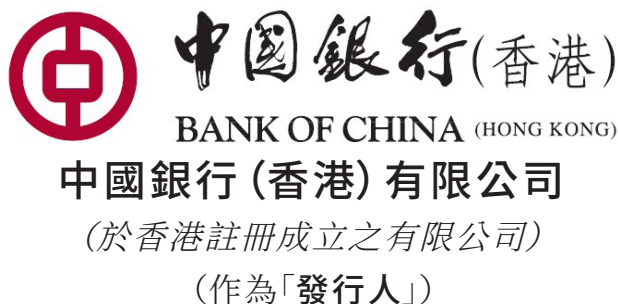 中國銀行(香港)
BANK OF CHINA (HONG KONG)
中國銀行(香港)有限公司
(於香港註冊成立之有限公司)
(作為「發行人」)